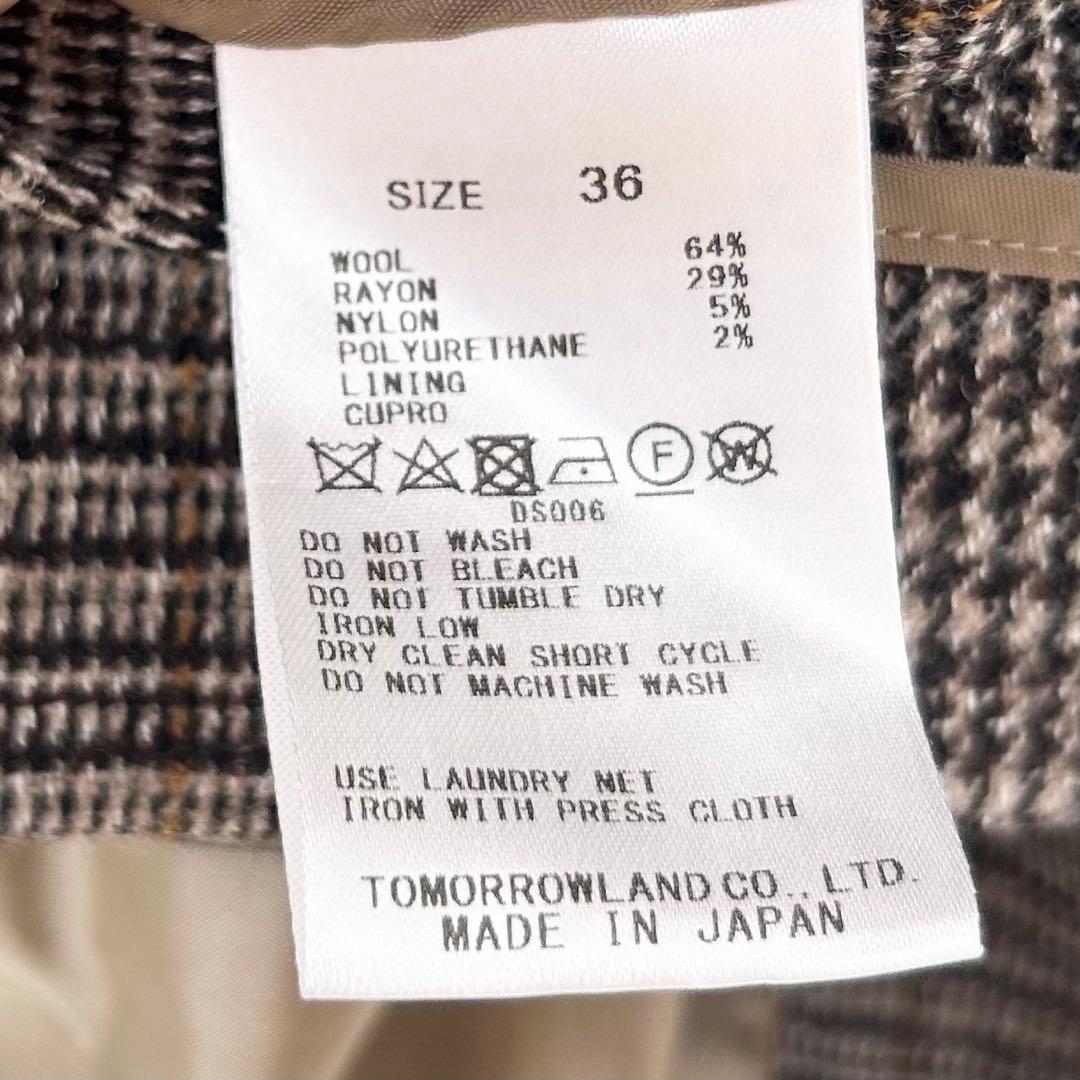 SIZE 36
WOOL 64%
RAYON 29%
NYLON 5%
POLYURETHANE 2%
LINING
CUPRO
F W
DS006
DO NOT WASH
DO NOT BLEACH
DO NOT TUMBLE DRY
IRON LOW
DRY CLEAN SHORT CYCLE
DO NOT MACHINE WASH
USE LAUNDRY NET
IRON WITH PRESS CLOTH
TOMORROWLAND CO., LTD.
MADE IN JAPAN